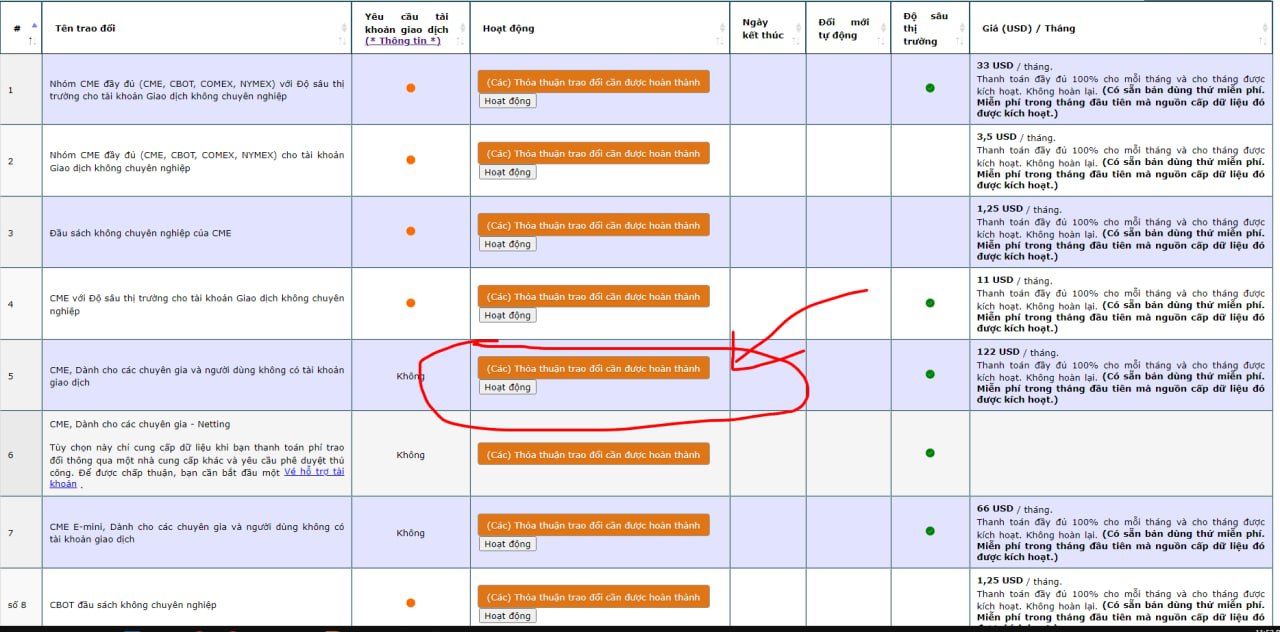 #
Tên trao đổi
Yêu cầu tài
khoản giao dịch
(* Thông tin *)
Hoạt động
Ngày
kết thúc
Đổi mới
tự động
Độ sâu
thị
trường
Giá (USD) / Tháng
1
Nhóm CME đầy đủ (CME, CBOT, COMEX, NYMEX) với Độ sâu thị
trường cho tài khoản Giao dịch không chuyên nghiệp
(Các) Thỏa thuận trao đổi cần được hoàn thành
Hoạt động
33 USD / tháng.
Thanh toán đầy đủ 100% cho mỗi tháng và cho tháng được
kích hoạt. Không hoàn lại. (Có sẵn bản dùng thử miễn phí.
Miễn phí trong tháng đầu tiên mà nguồn cấp dữ liệu đó
được kích hoạt.)
2
Nhóm CME đầy đủ (CME, CBOT, COMEX, NYMEX) cho tài khoản
Giao dịch không chuyên nghiệp
(Các) Thỏa thuận trao đổi cần được hoàn thành
Hoạt động
3,5 USD / tháng.
Thanh toán đầy đủ 100% cho mỗi tháng và cho tháng được
kích hoạt. Không hoàn lại. (Có sẵn bản dùng thử miễn phí.
Miễn phí trong tháng đầu tiên mà nguồn cấp dữ liệu đó
được kích hoạt.)
3
Đầu sách không chuyên nghiệp của CME
(Các) Thỏa thuận trao đổi cần được hoàn thành
Hoạt động
1,25 USD / tháng.
Thanh toán đầy đủ 100% cho mỗi tháng và cho tháng được
kích hoạt. Không hoàn lại. (Có sẵn bản dùng thử miễn phí.
Miễn phí trong tháng đầu tiên mà nguồn cấp dữ liệu đó
được kích hoạt.)
4
CME với Độ sâu thị trường cho tài khoản Giao dịch không chuyên
nghiệp
(Các) Thỏa thuận trao đổi cần được hoàn thành
Hoạt động
11 USD / tháng.
Thanh toán đầy đủ 100% cho mỗi tháng và cho tháng được
kích hoạt. Không hoàn lại. (Có sẵn bản dùng thử miễn phí.
Miễn phí trong tháng đầu tiên mà nguồn cấp dữ liệu đó
được kích hoạt.)
5
CME, Dành cho các chuyên gia và người dùng không có tài khoản
giao dịch
Không
(Các) Thỏa thuận trao đổi cần được hoàn thành
Hoạt động
122 USD / tháng.
Thanh toán đầy đủ 100% cho mỗi tháng và cho tháng được
kích hoạt. Không hoàn lại. (Có sẵn bản dùng thử miễn phí.
Miễn phí trong tháng đầu tiên mà nguồn cấp dữ liệu đó
được kích hoạt.)
6
CME, Dành cho các chuyên gia - Netting
Tùy chọn này chỉ cung cấp dữ liệu khi bạn thanh toán phí trao
đổi thông qua một nhà cung cấp khác và yêu cầu phê duyệt thủ
công. Để được chấp thuận, bạn cần bắt đầu một Vé hỗ trợ tài
khoản .
Không
(Các) Thỏa thuận trao đổi cần được hoàn thành
7
CME E-mini, Dành cho các chuyên gia và người dùng không có
tài khoản giao dịch
Không
(Các) Thỏa thuận trao đổi cần được hoàn thành
Hoạt động
66 USD / tháng.
Thanh toán đầy đủ 100% cho mỗi tháng và cho tháng được
kích hoạt. Không hoàn lại. (Có sẵn bản dùng thử miễn phí.
Miễn phí trong tháng đầu tiên mà nguồn cấp dữ liệu đó
được kích hoạt.)
số 8
CBOT đầu sách không chuyên nghiệp
(Các) Thỏa thuận trao đổi cần được hoàn thành
Hoạt động
1,25 USD / tháng.
Thanh toán đầy đủ 100% cho mỗi tháng và cho tháng được
kích hoạt. Không hoàn lại. (Có sẵn bản dùng thử miễn phí.
Miễn phí trong tháng đầu tiên mà nguồn cấp dữ liệu đó